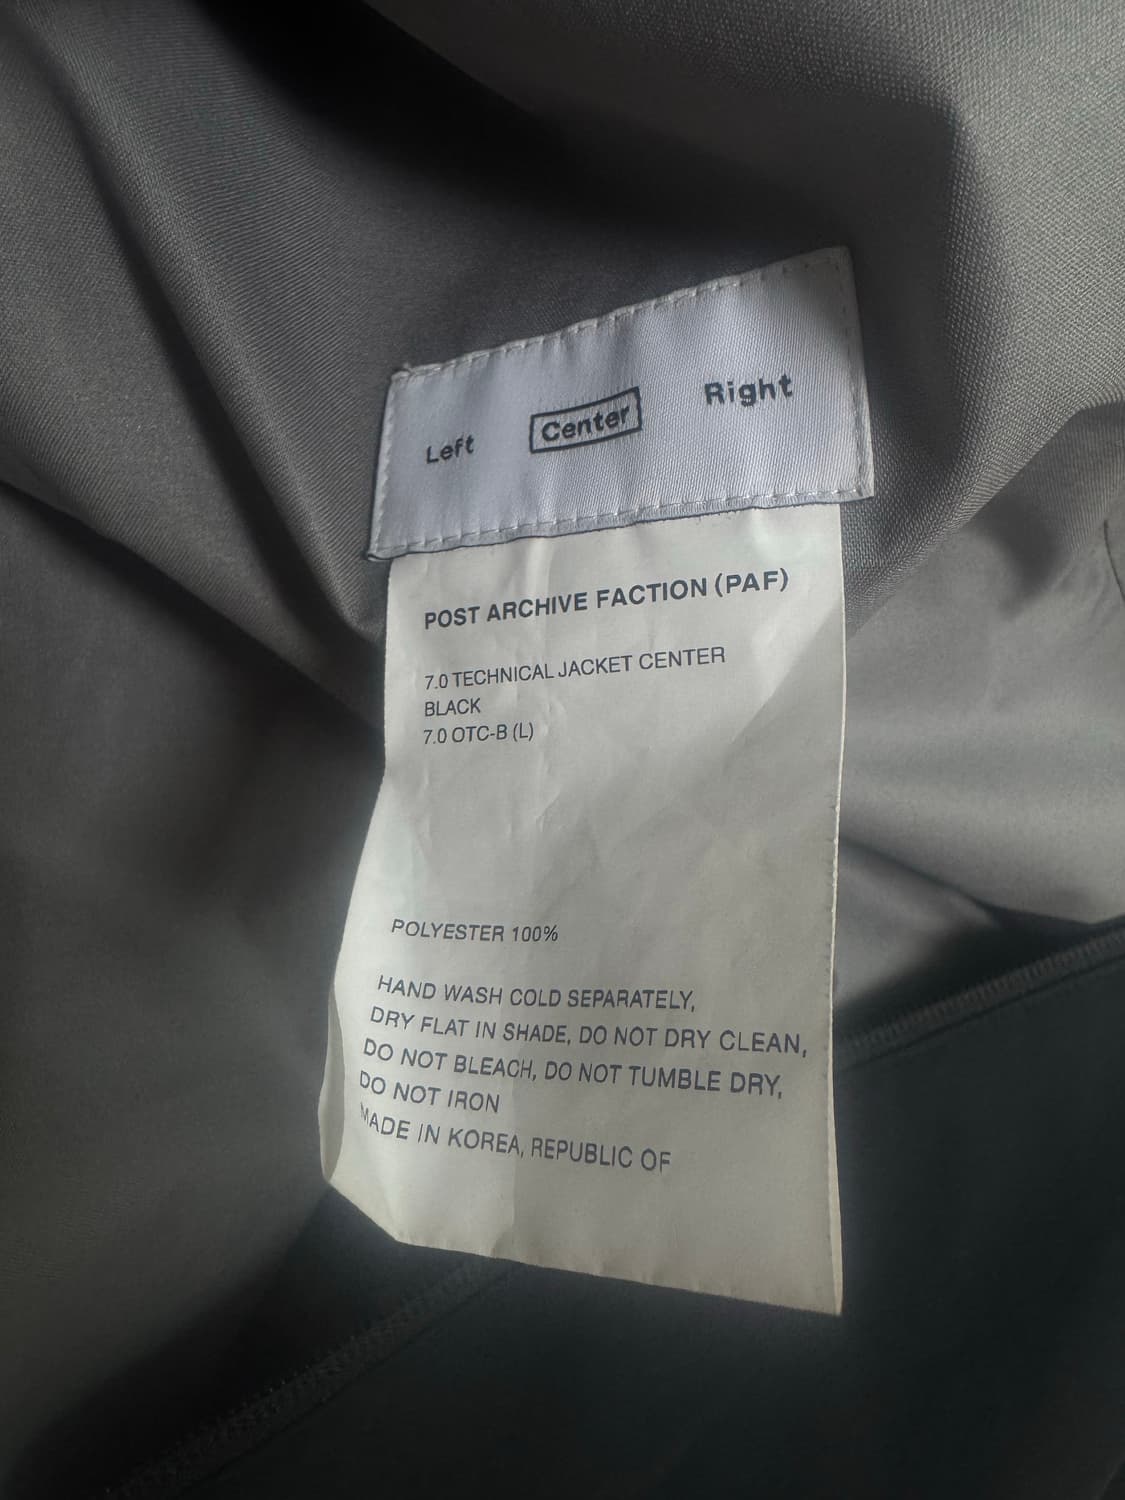 Left Center Right
POST ARCHIVE FACTION (PAF)
7.0 TECHNICAL JACKET CENTER
BLACK
7.0 OTC-B (L)
POLYESTER 100%
HAND WASH COLD SEPARATELY,
DRY FLAT IN SHADE, DO NOT DRY CLEAN,
DO NOT BLEACH, DO NOT TUMBLE DRY,
DO NOT IRON
MADE IN KOREA, REPUBLIC OF